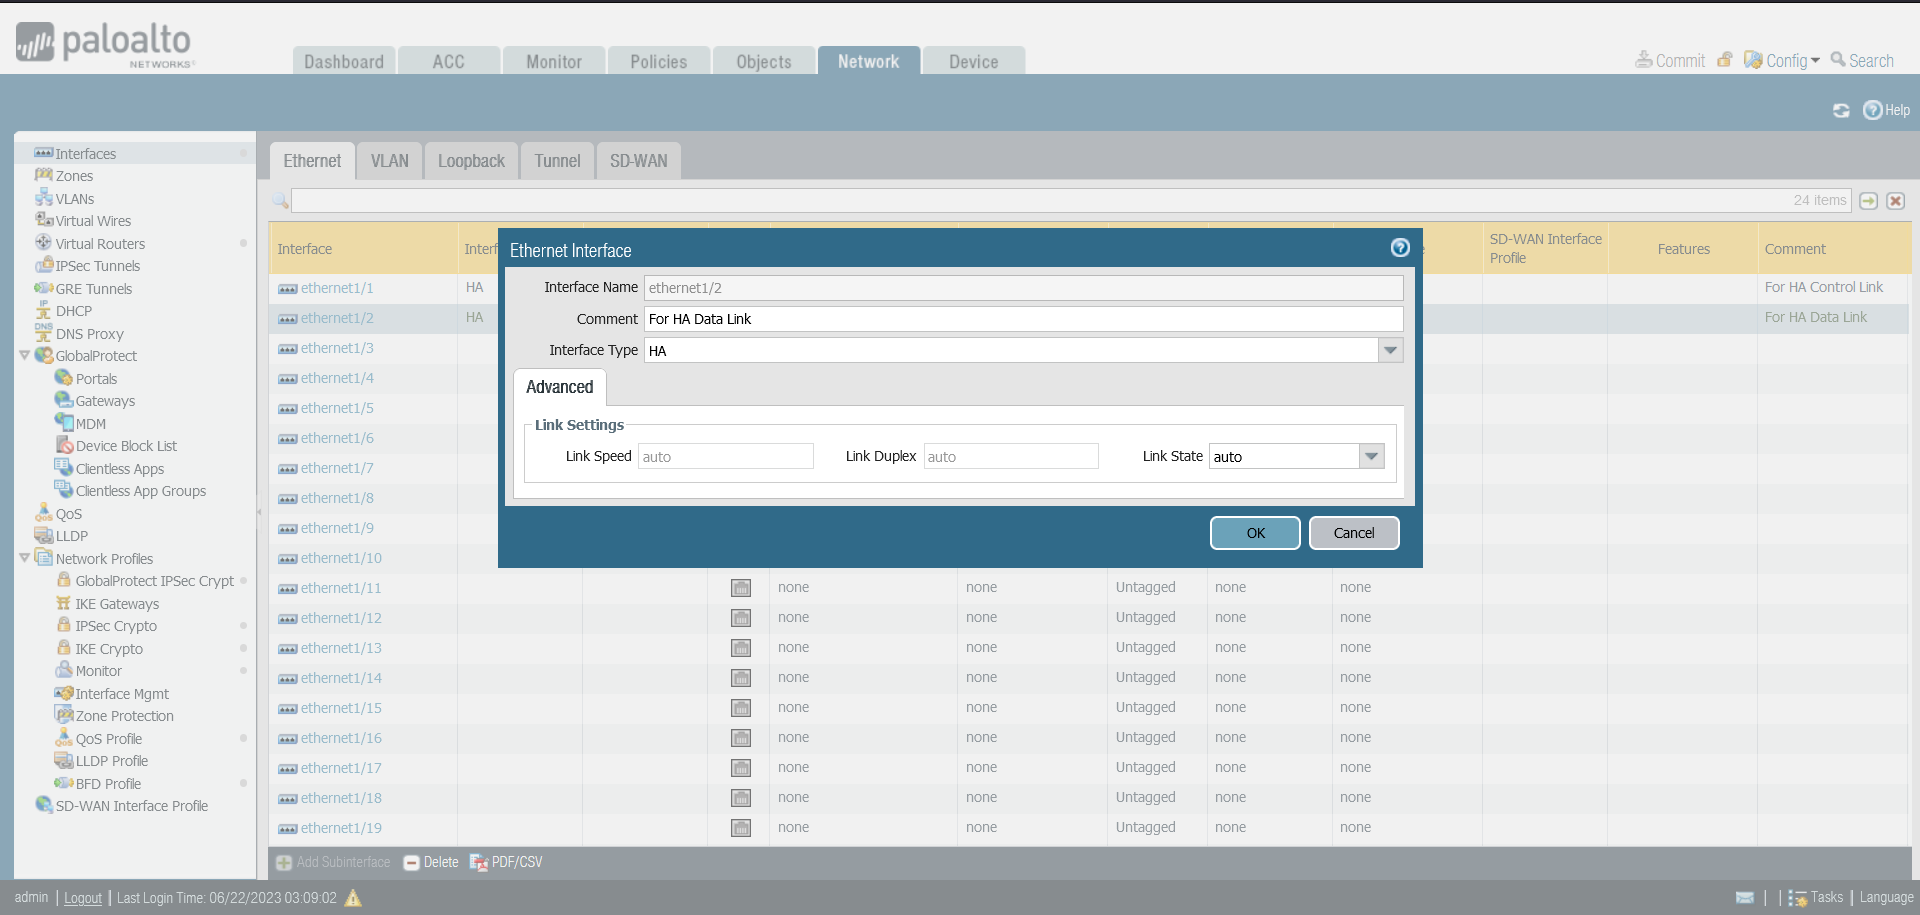 paloalto
NETWORKS
Dashboard ACC Monitor Policies Objects Network Device
Commit Config Search
Help
Interfaces
Zones
VLANs
Virtual Wires
Virtual Routers
IPSec Tunnels
GRE Tunnels
DHCP
DNS Proxy
GlobalProtect
Portals
Gateways
MDM
Device Block List
Clientless Apps
Clientless App Groups
QoS
LLDP
Network Profiles
GlobalProtect IPSec Crypt
IKE Gateways
IPSec Crypto
IKE Crypto
Monitor
Interface Mgmt
Zone Protection
QoS Profile
LLDP Profile
BFD Profile
SD-WAN Interface Profile
Ethernet VLAN Loopback Tunnel SD-WAN
24 items
Interface Interf SD-WAN Interface Profile Features Comment
ethernet1/1 HA For HA Control Link
ethernet1/2 HA For HA Data Link
ethernet1/3
ethernet1/4
ethernet1/5
ethernet1/6
ethernet1/7
ethernet1/8
ethernet1/9
ethernet1/10
ethernet1/11 none none Untagged none none
ethernet1/12 none none Untagged none none
ethernet1/13 none none Untagged none none
ethernet1/14 none none Untagged none none
ethernet1/15 none none Untagged none none
ethernet1/16 none none Untagged none none
ethernet1/17 none none Untagged none none
ethernet1/18 none none Untagged none none
ethernet1/19 none none Untagged none none
Ethernet Interface
Interface Name ethernet1/2
Comment For HA Data Link
Interface Type HA
Advanced
Link Settings
Link Speed auto Link Duplex auto Link State auto
OK Cancel
Add Subinterface Delete PDF/CSV
admin | Logout | Last Login Time: 06/22/2023 03:09:02
Tasks | Language